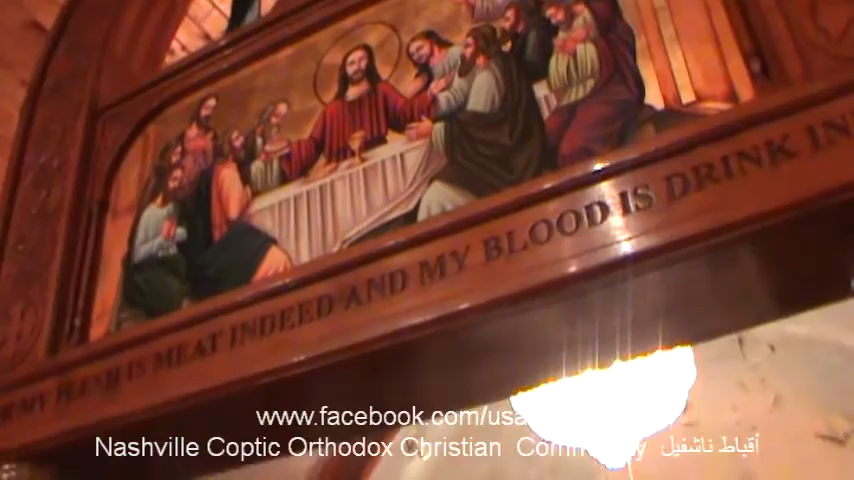 MY FLESH IS MEAT INDEED AND MY BLOOD IS DRINK IN
www.facebook.com/usa
Nashville Coptic Orthodox Christian Community أقباط ناشفيل